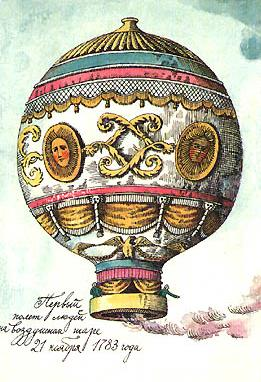 Первый
полет людей
на воздушном шаре
21 ноября 1783 года